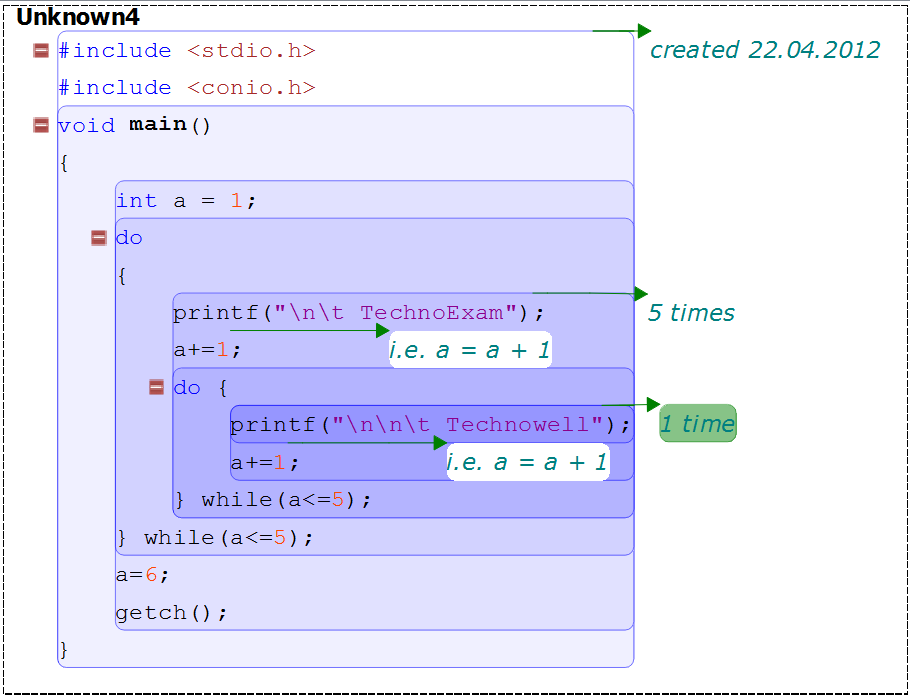 Unknown4
#include <stdio.h>
created 22.04.2012
#include <conio.h>
void main()
{
int a = 1;
do
{
printf("\n\t TechnoExam");
5 times
a+=1;
i.e. a = a + 1
do {
printf("\n\n\t Technowell");
1 time
a+=1;
i.e. a = a + 1
} while(a<=5);
} while(a<=5);
a=6;
getch();
}